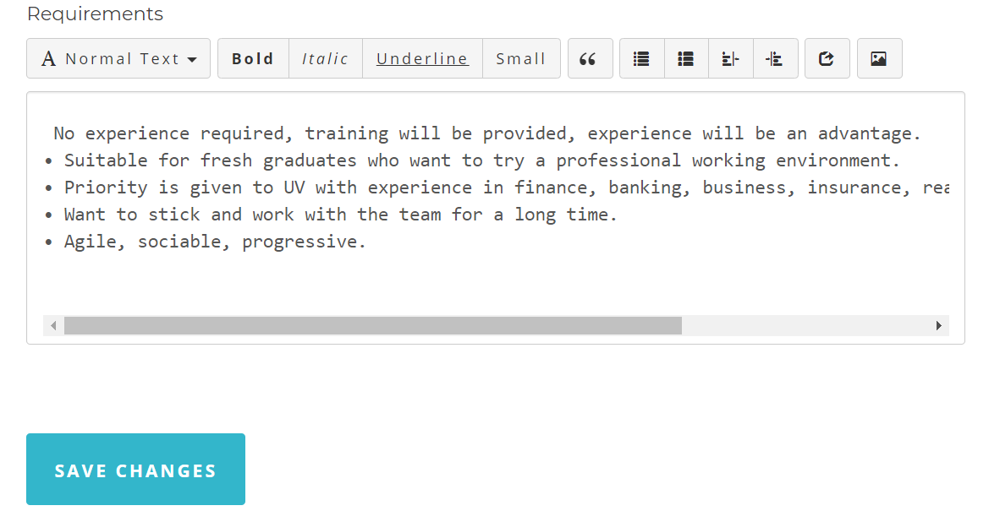 Requirements
A Normal Text Bold Italic Underline Small “
No experience required, training will be provided, experience will be an advantage.
• Suitable for fresh graduates who want to try a professional working environment.
• Priority is given to UV with experience in finance, banking, business, insurance,
• Want to stick and work with the team for a long time.
• Agile, sociable, progressive.
SAVE CHANGES